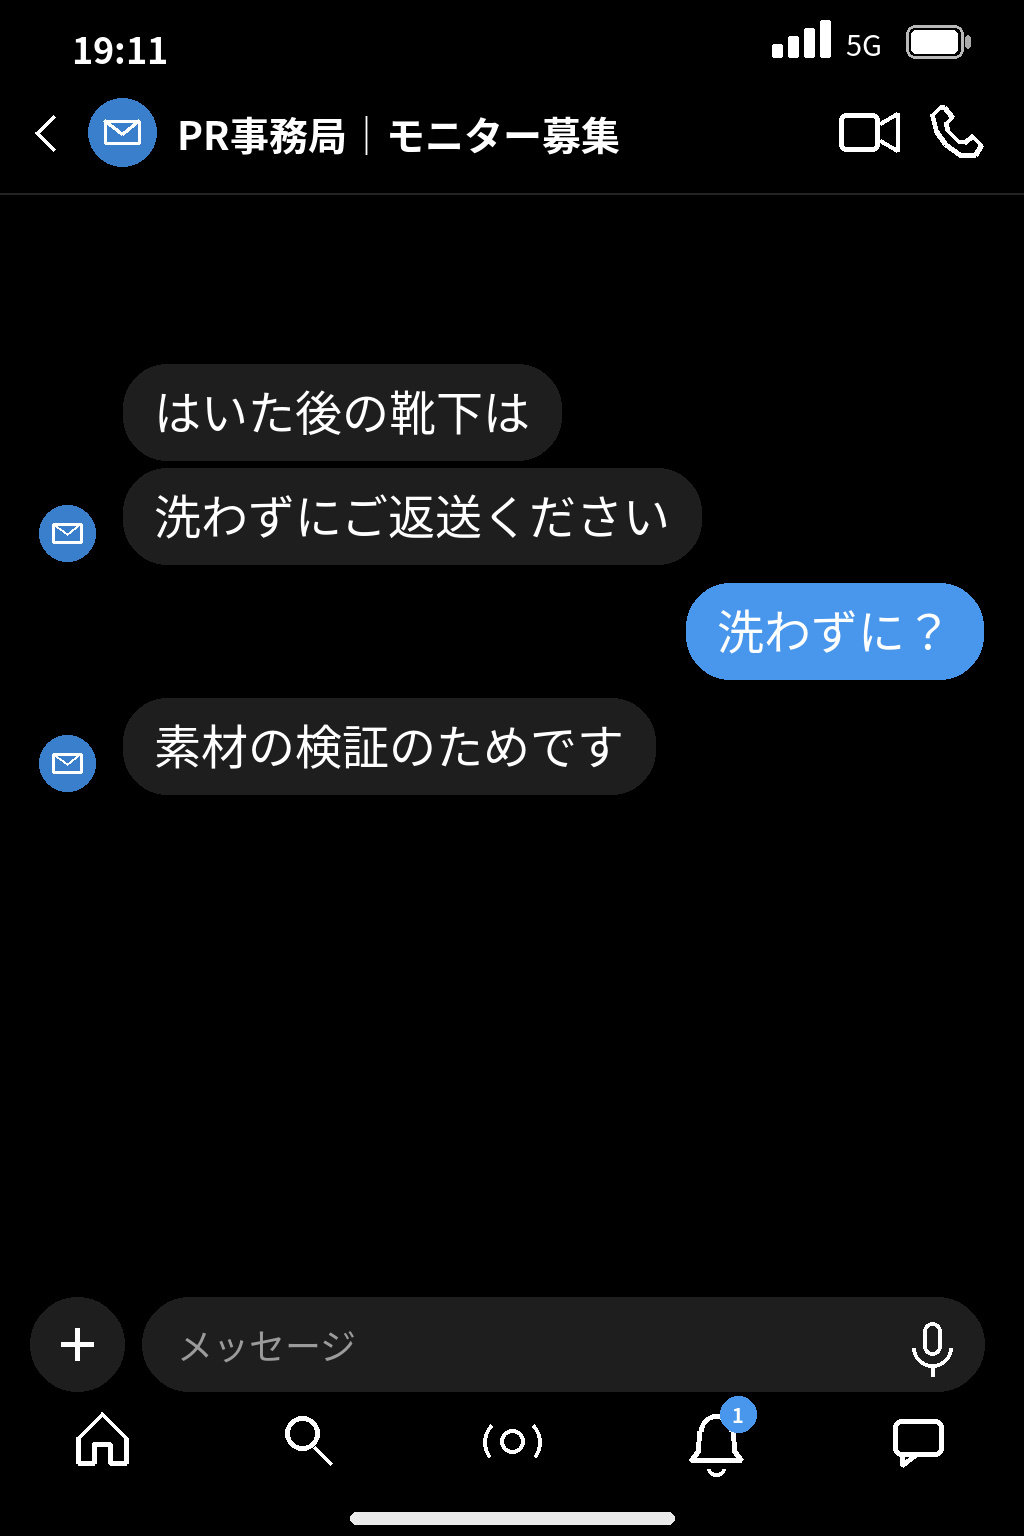 19:11
5G
PR事務局｜モニター募集
はいた後の靴下は
洗わずにご返送ください
洗わずに？
素材の検証のためです
メッセージ
1